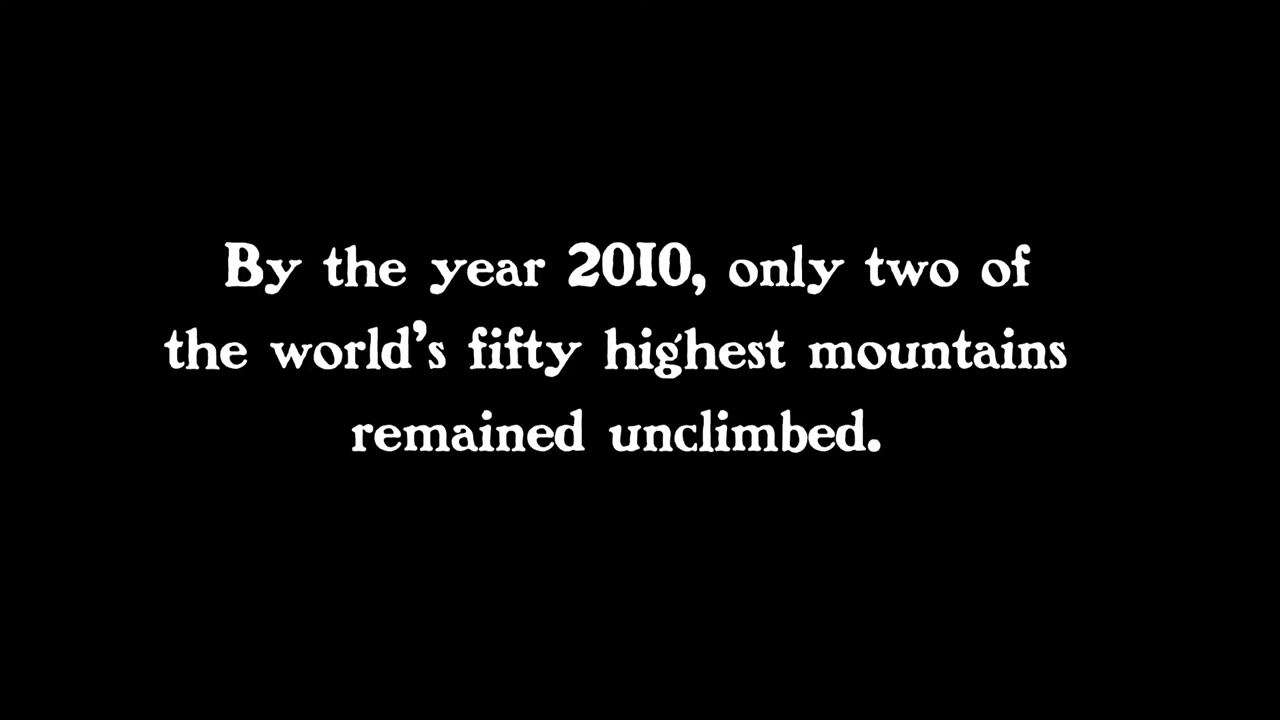 By the year 2010, only two of
the world's fifty highest mountains
remained unclimbed.